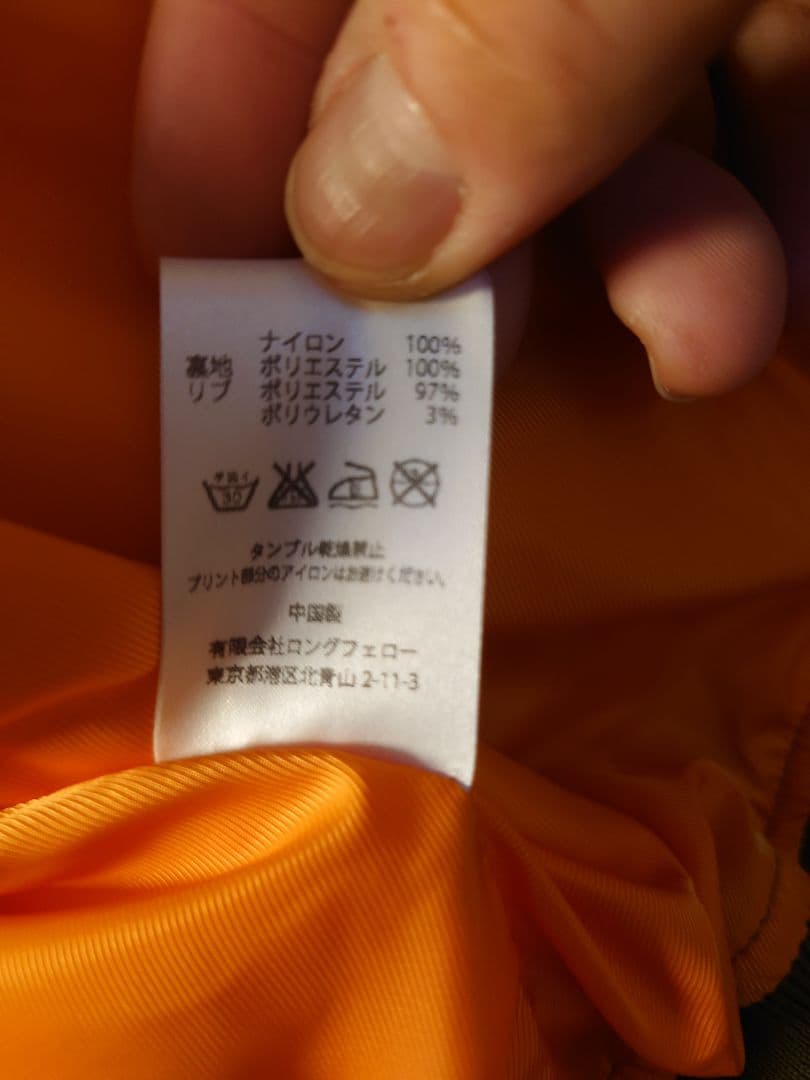 ナイロン 100%
裏地 ポリエステル 100%
リブ ポリエステル 97%
ポリウレタン 3%
手洗イ
30
タンブル乾燥禁止
プリント部分のアイロンはお避けください。
中国製
有限会社ロングフェロー
東京都港区北青山 2-11-3